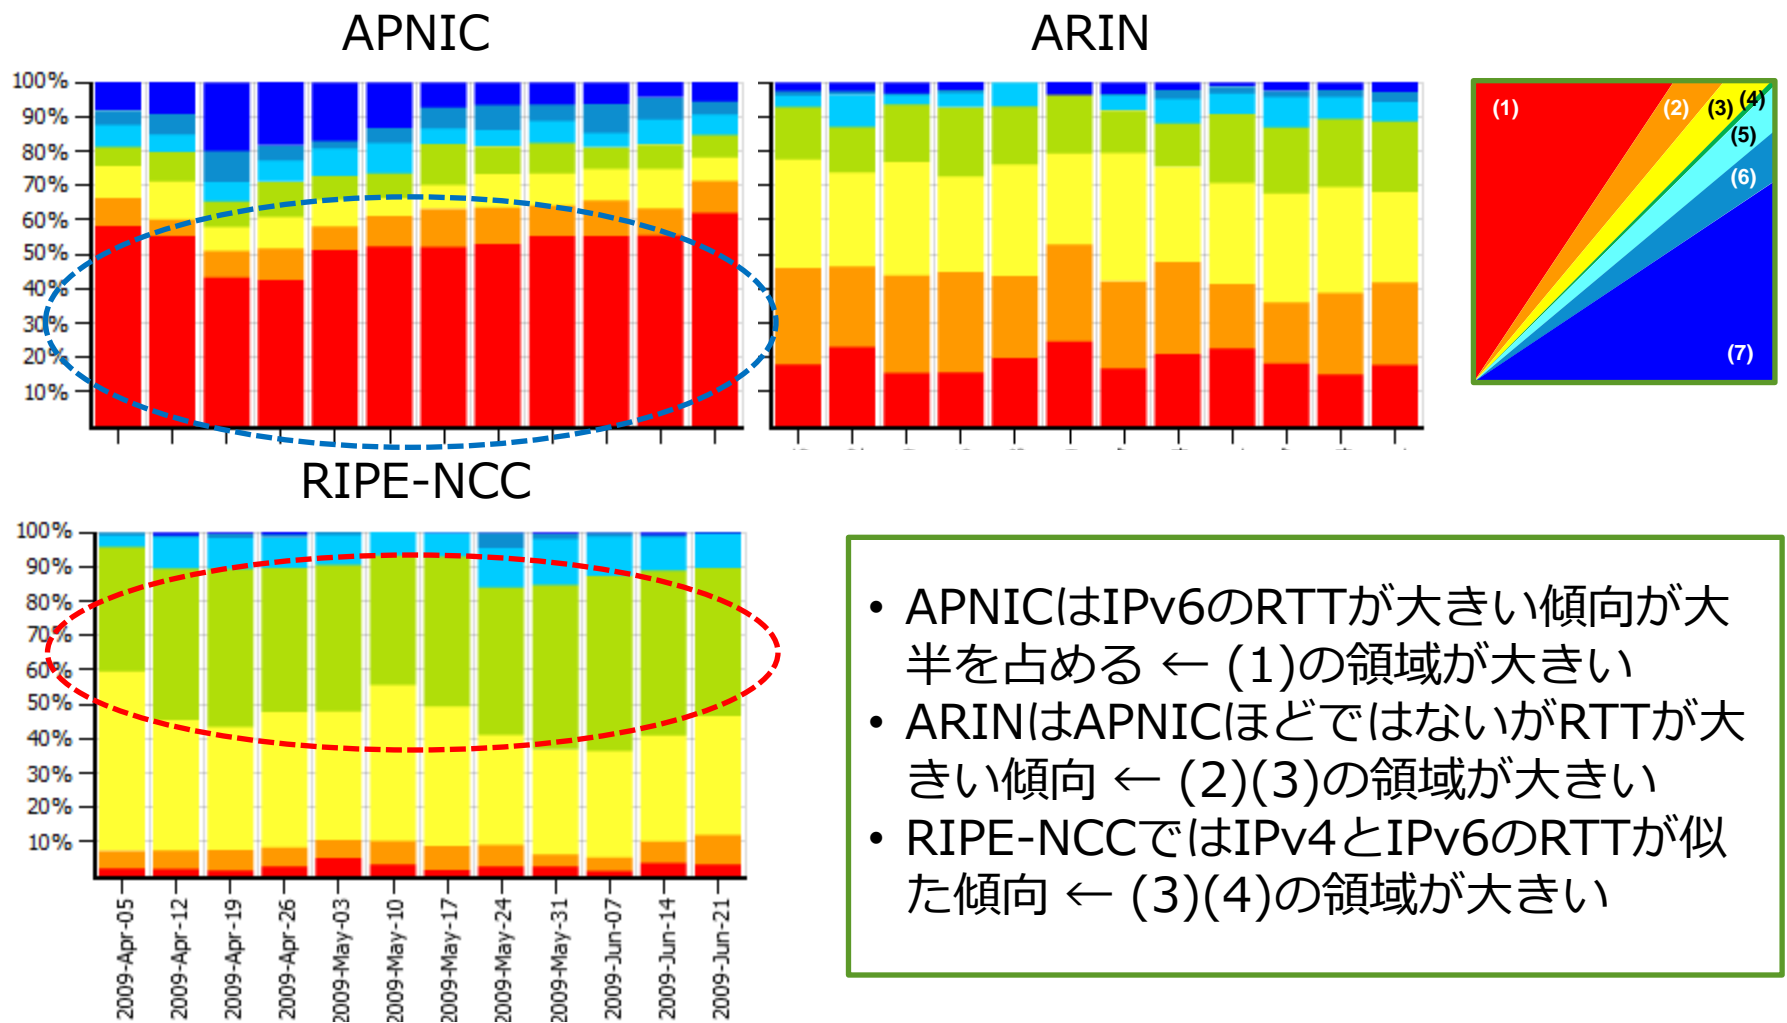 APNIC
ARIN
100%
90%
80%
70%
60%
50%
40%
30%
20%
10%
(1)
(2)
(3)
(4)
(5)
(6)
(7)
RIPE-NCC
100%
90%
80%
70%
60%
50%
40%
30%
20%
10%
2009-Apr-05
2009-Apr-12
2009-Apr-19
2009-Apr-26
2009-May-03
2009-May-10
2009-May-17
2009-May-24
2009-May-31
2009-Jun-07
2009-Jun-14
2009-Jun-21
• APNICはIPv6のRTTが大きい傾向が大
半を占める ← (1)の領域が大きい
• ARINはAPNICほどではないがRTTが大
きい傾向 ← (2)(3)の領域が大きい
• RIPE-NCCではIPv4とIPv6のRTTが似
た傾向 ← (3)(4)の領域が大きい